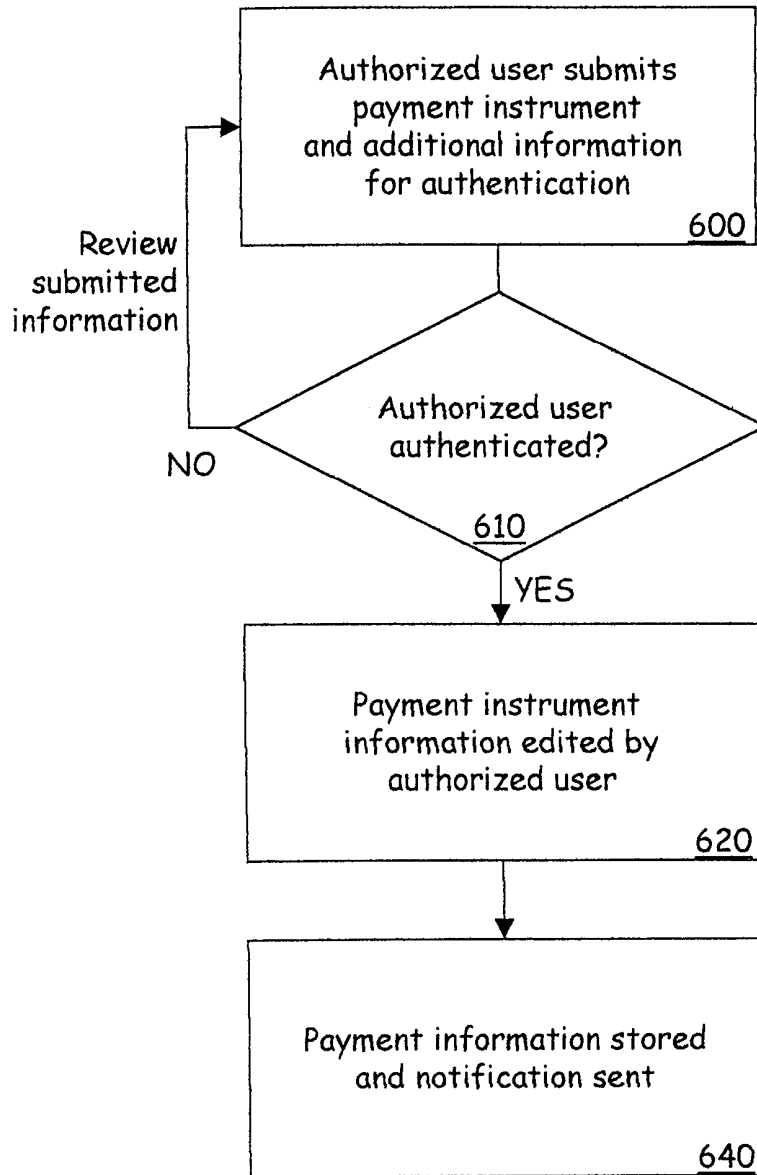 Authorized user submits
payment instrument
and additional information
for authentication
600
Review
submitted
information
Authorized user
authenticated?
NO
610
YES
Payment instrument
information edited by
authorized user
620
Payment information stored
and notification sent
640